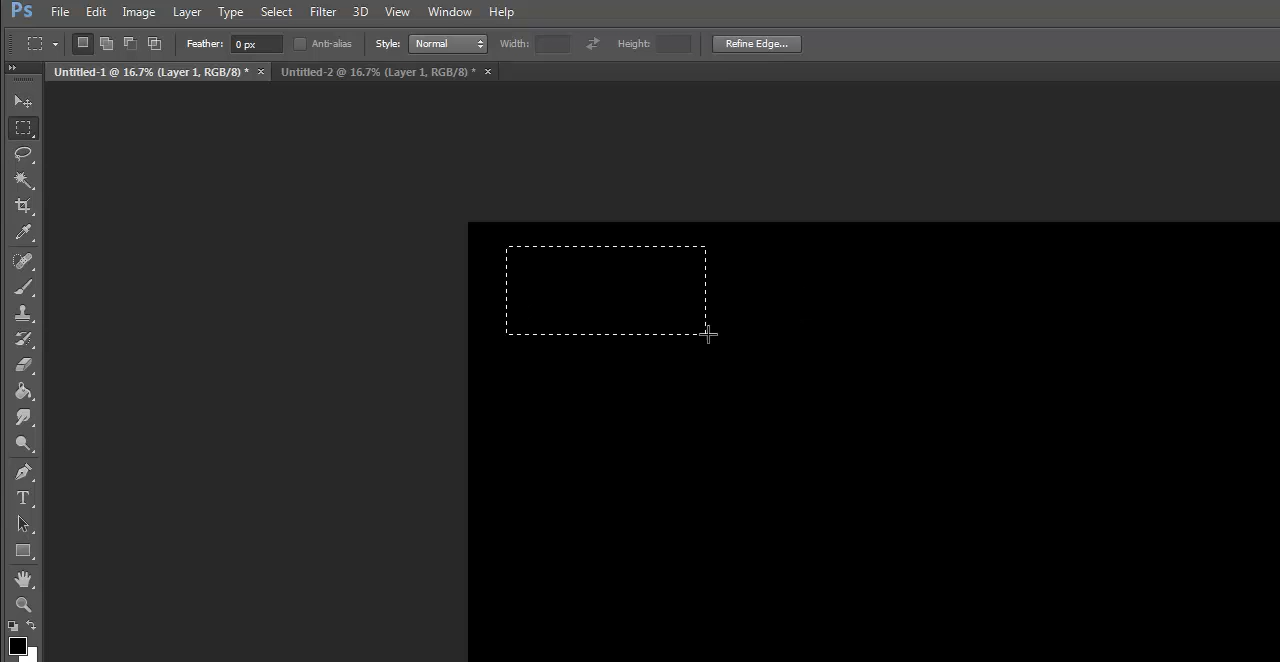 Ps File Edit Image Layer Type Select Filter 3D View Window Help
Feather: 0 px Anti-alias Style: Normal Width: Height: Refine Edge...
Untitled-1 @ 16.7% (Layer 1, RGB/8) * × Untitled-2 @ 16.7% (Layer 1, RGB/8) * ×
T